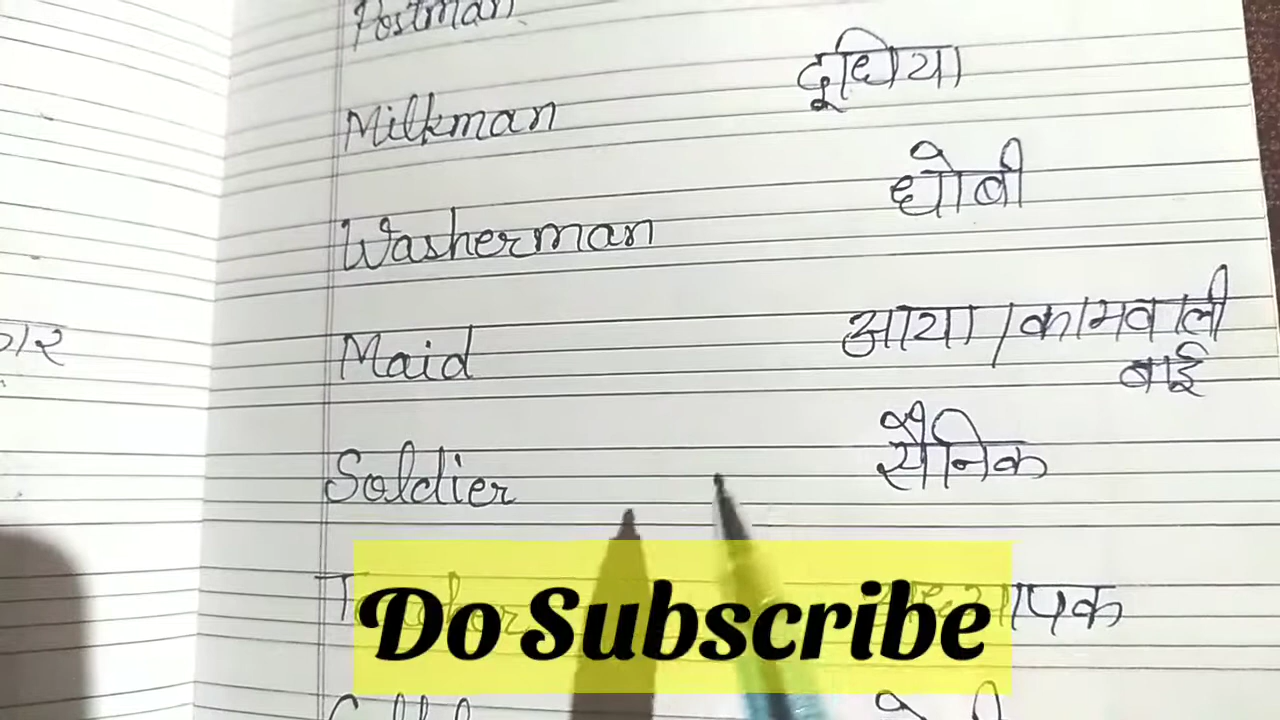 Postman
Milkman दूधिया
Washerman धोबी
Maid आया / कामवाली
बाई
Soldier सैनिक
Do Subscribe